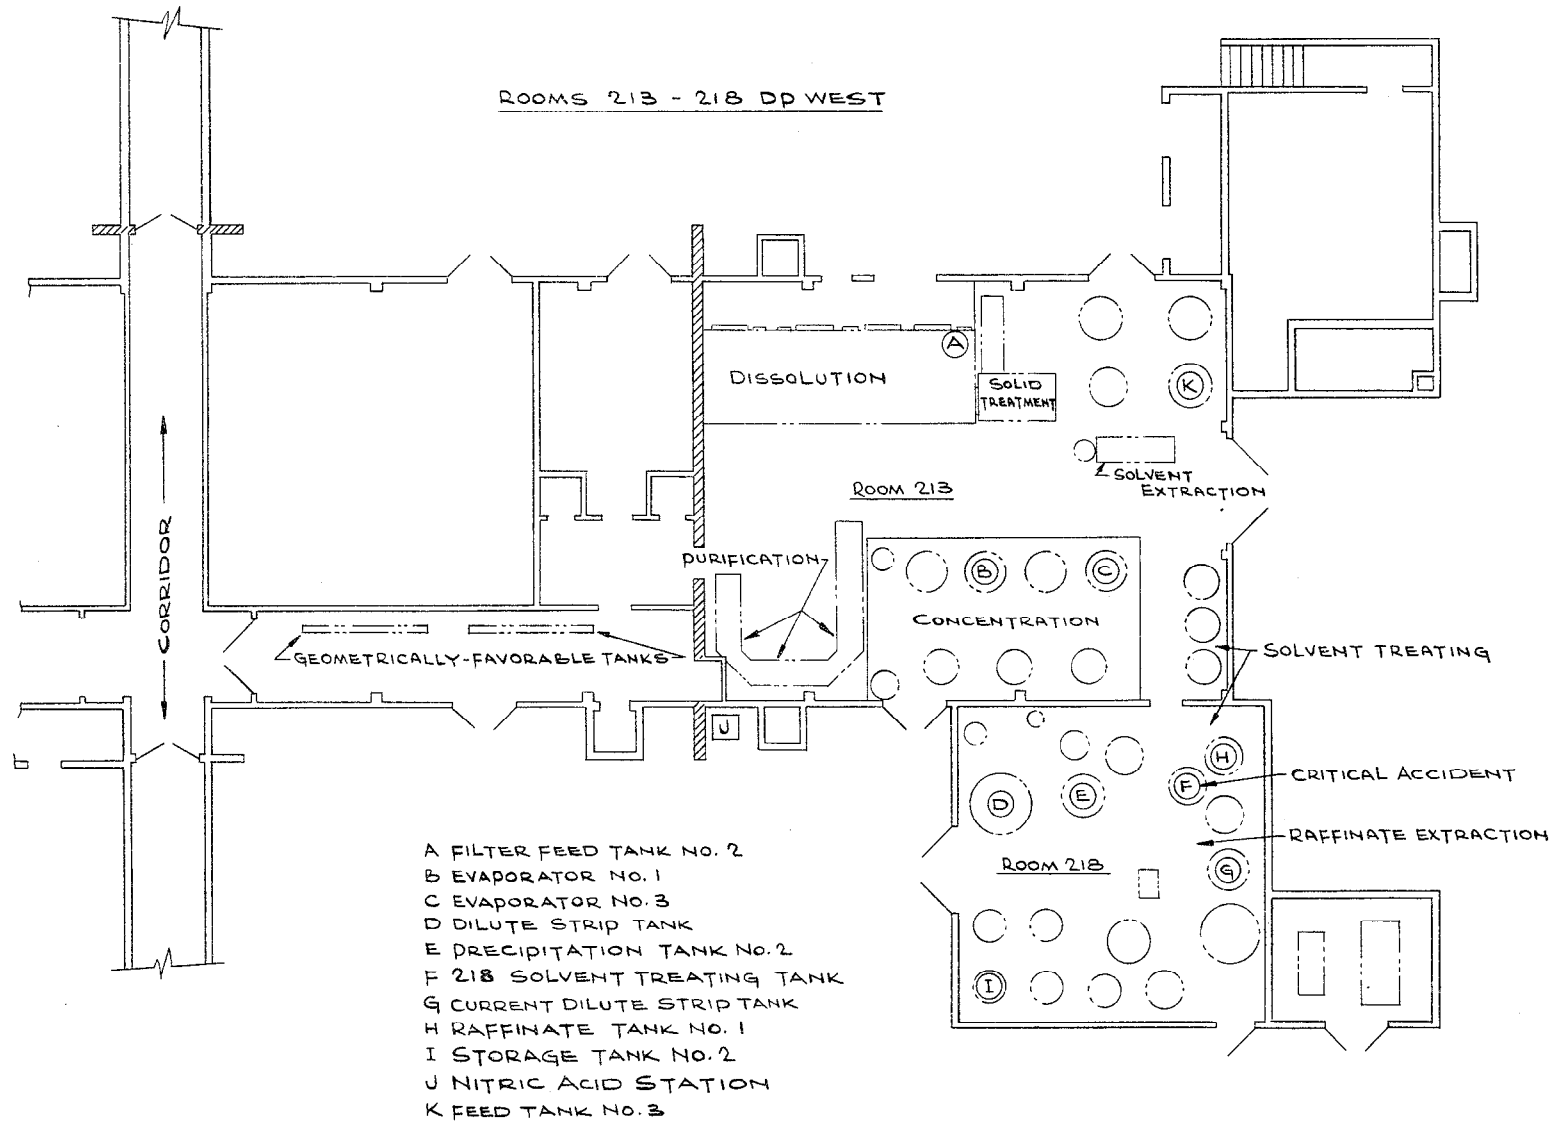 ROOMS 213 - 218 DP WEST
A
DISSOLUTION
SOLID
TREATMENT
K
SOLVENT
EXTRACTION
ROOM 213
CORRIDOR
PURIFICATION
B
C
CONCENTRATION
GEOMETRICALLY-FAVORABLE TANKS
SOLVENT TREATING
J
H
CRITICAL ACCIDENT
F
D
E
RAFFINATE EXTRACTION
ROOM 218
G
I
A FILTER FEED TANK NO. 2
B EVAPORATOR NO. 1
C EVAPORATOR NO. 3
D DILUTE STRIP TANK
E PRECIPITATION TANK NO. 2
F 218 SOLVENT TREATING TANK
G CURRENT DILUTE STRIP TANK
H RAFFINATE TANK NO. 1
I STORAGE TANK NO. 2
J NITRIC ACID STATION
K FEED TANK NO. 3